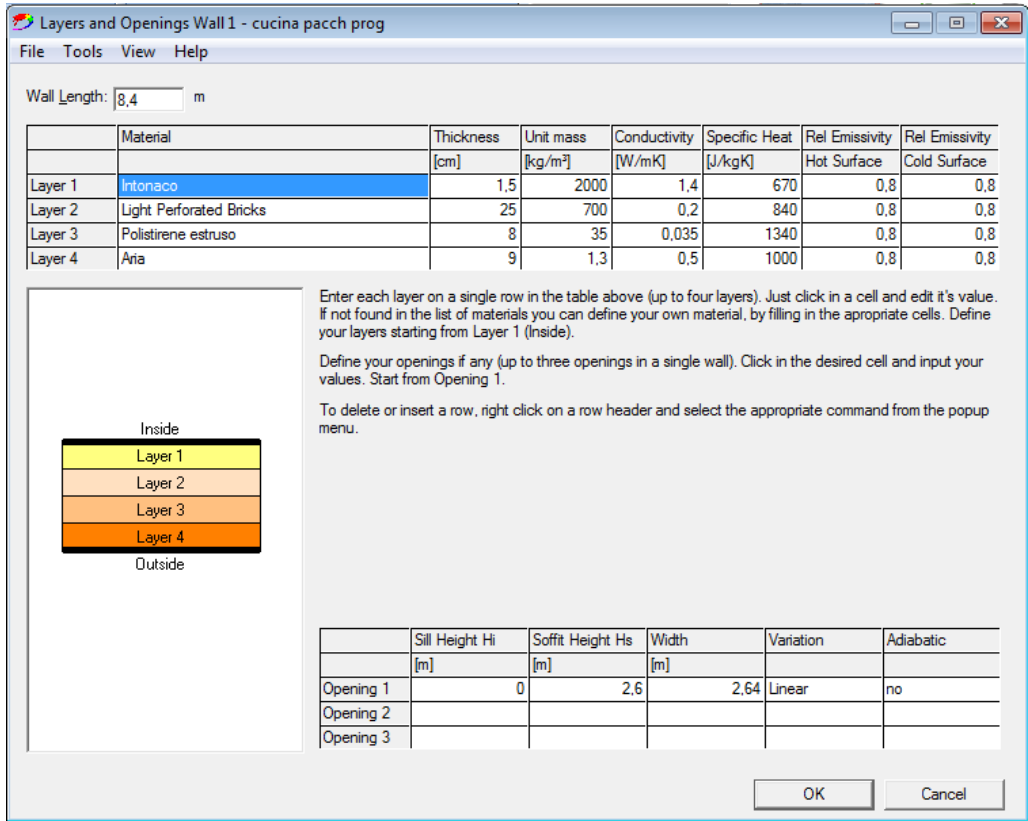 Layers and Openings Wall 1 - cucina pacch prog
File Tools View Help
Wall Length: 8,4 m
Material Thickness Unit mass Conductivity Specific Heat Rel Emissivity Rel Emissivity
[cm] [kg/m³] [W/mK] [J/kgK] Hot Surface Cold Surface
Layer 1 Intonaco 1,5 2000 1,4 670 0,8 0,8
Layer 2 Light Perforated Bricks 25 700 0,2 840 0,8 0,8
Layer 3 Polistirene estruso 8 35 0,035 1340 0,8 0,8
Layer 4 Aria 9 1,3 0,5 1000 0,8 0,8
Enter each layer on a single row in the table above (up to four layers). Just click in a cell and edit it's value.
If not found in the list of materials you can define your own material, by filling in the apropriate cells. Define
your layers starting from Layer 1 (Inside).
Define your openings if any (up to three openings in a single wall). Click in the desired cell and input your
values. Start from Opening 1.
To delete or insert a row, right click on a row header and select the appropriate command from the popup
menu.
Inside
Layer 1
Layer 2
Layer 3
Layer 4
Outside
Sill Height Hi Soffit Height Hs Width Variation Adiabatic
[m] [m] [m]
Opening 1 0 2,6 2,64 Linear no
Opening 2
Opening 3
OK Cancel